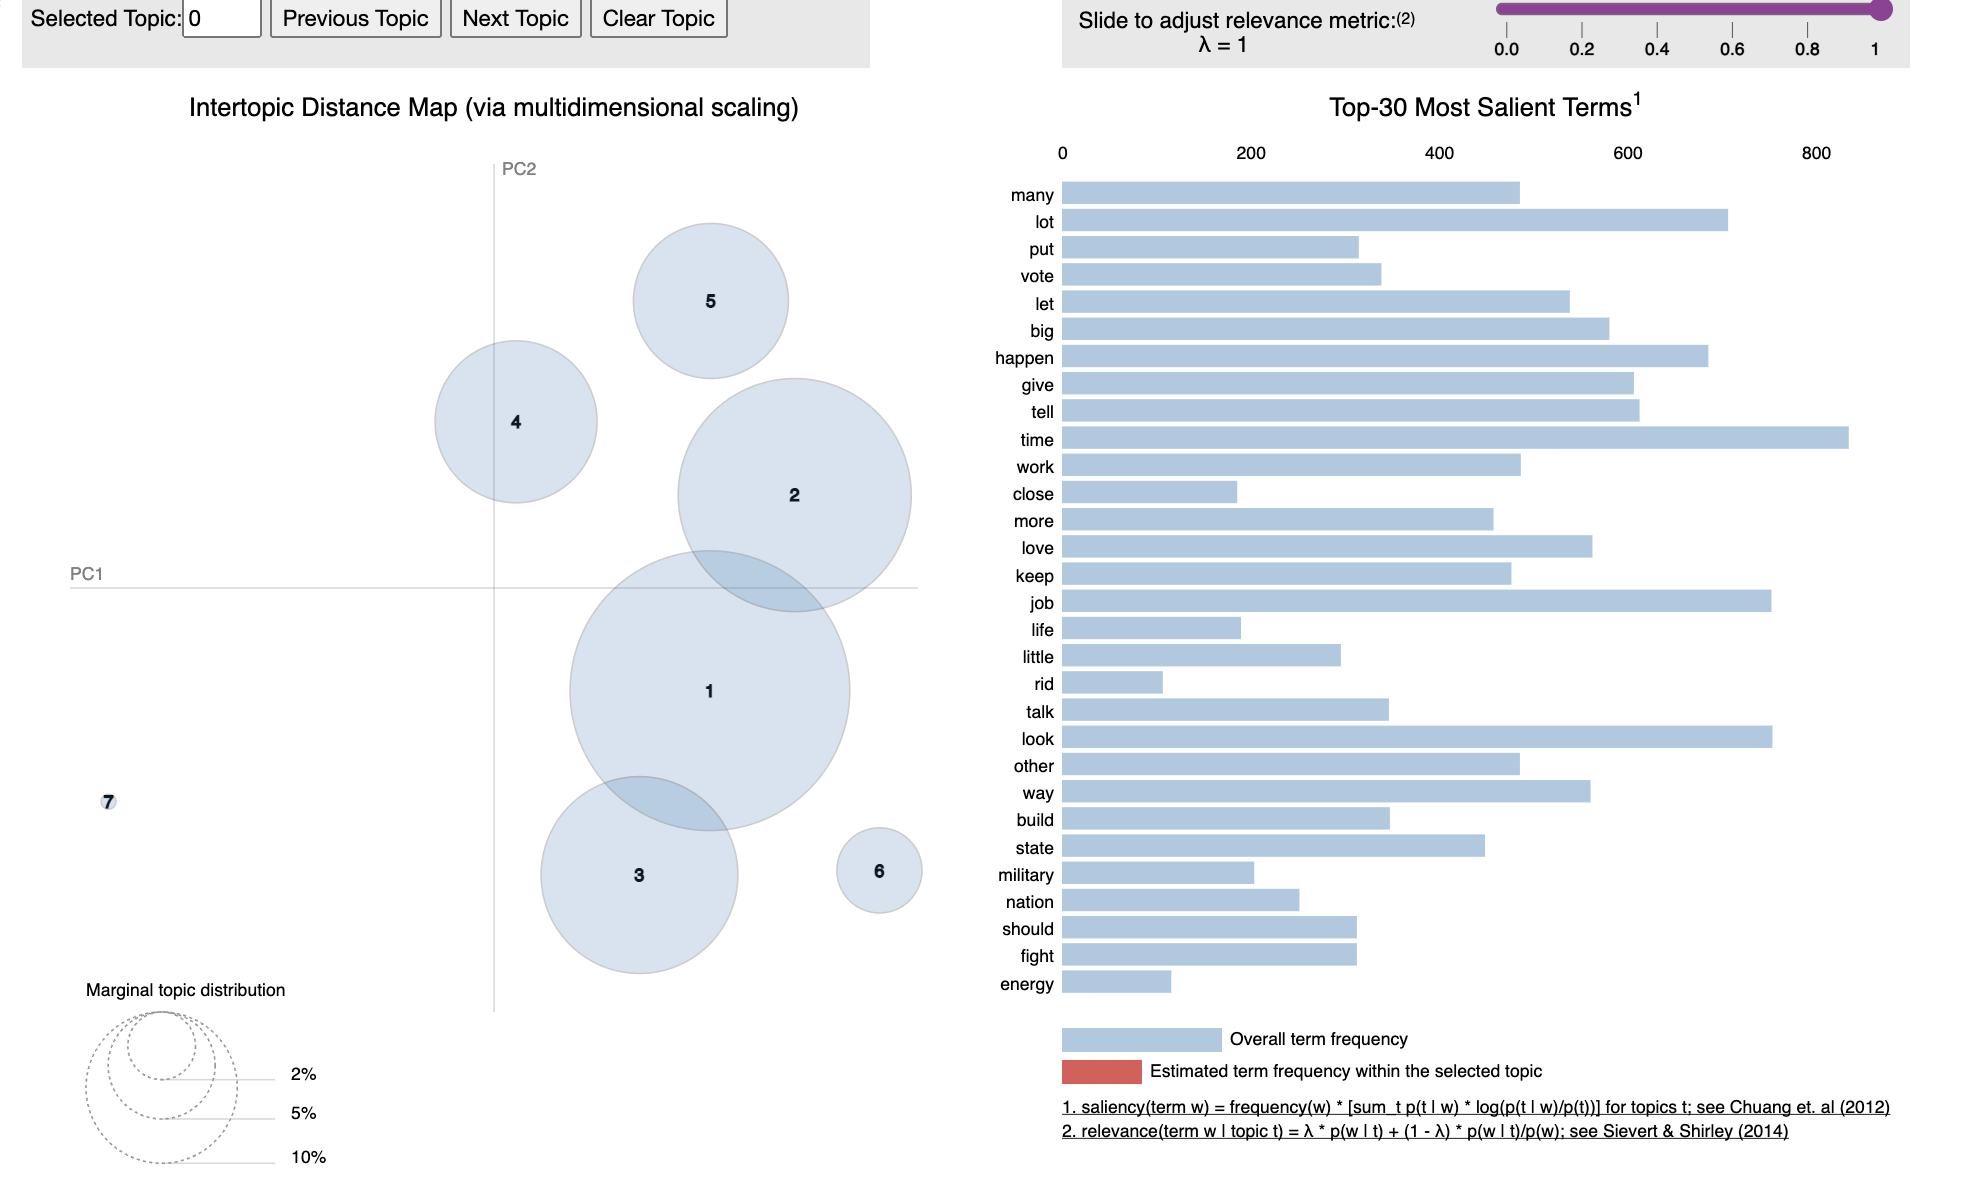 Selected Topic: 0 Previous Topic Next Topic Clear Topic
Slide to adjust relevance metric:(2)
λ = 1
0.0 0.2 0.4 0.6 0.8 1
Intertopic Distance Map (via multidimensional scaling)
PC2
PC1
5
4
2
1
7
3
6
Marginal topic distribution
2%
5%
10%
Top-30 Most Salient Terms1
0 200 400 600 800
many
lot
put
vote
let
big
happen
give
tell
time
work
close
more
love
keep
job
life
little
rid
talk
look
other
way
build
state
military
nation
should
fight
energy
Overall term frequency
Estimated term frequency within the selected topic
1. saliency(term w) = frequency(w) * [sum_t p(t | w) * log(p(t | w)/p(t))] for topics t; see Chuang et. al (2012)
2. relevance(term w | topic t) = λ * p(w | t) + (1 - λ) * p(w | t)/p(w); see Sievert & Shirley (2014)